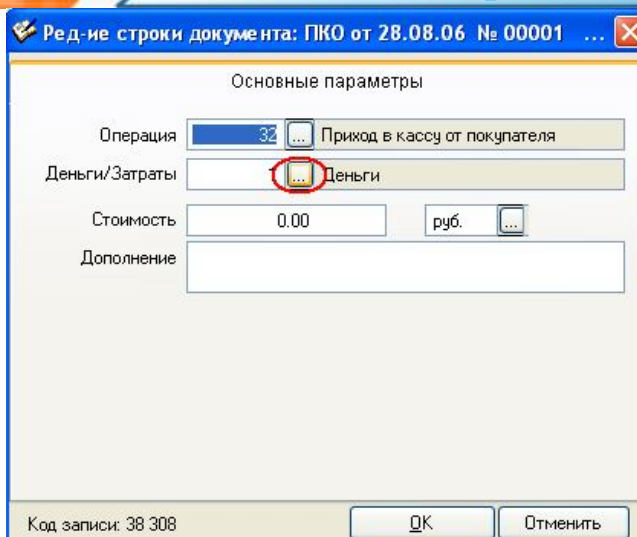 Ред-ие строки документа: ПКО от 28.08.06 № 00001 ...
Основные параметры
Операция 32 ... Приход в кассу от покупателя
Деньги/Затраты ... Деньги
Стоимость 0.00 руб. ...
Дополнение
Код записи: 38 308 OK Отменить